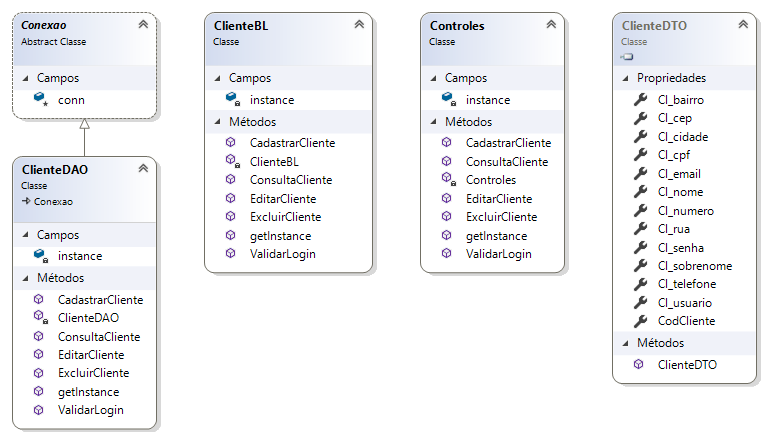 Conexao
Abstract Classe
Campos
conn
ClienteDAO
Classe
Conexao
Campos
instance
Métodos
CadastrarCliente
ClienteDAO
ConsultaCliente
EditarCliente
ExcluirCliente
getInstance
ValidarLogin
ClienteBL
Classe
Campos
instance
Métodos
CadastrarCliente
ClienteBL
ConsultaCliente
EditarCliente
ExcluirCliente
getInstance
ValidarLogin
Controles
Classe
Campos
instance
Métodos
CadastrarCliente
ConsultaCliente
Controles
EditarCliente
ExcluirCliente
getInstance
ValidarLogin
ClienteDTO
Classe
Propriedades
Cl_bairro
Cl_cep
Cl_cidade
Cl_cpf
Cl_email
Cl_nome
Cl_numero
Cl_rua
Cl_senha
Cl_sobrenome
Cl_telefone
Cl_usuario
CodCliente
Métodos
ClienteDTO